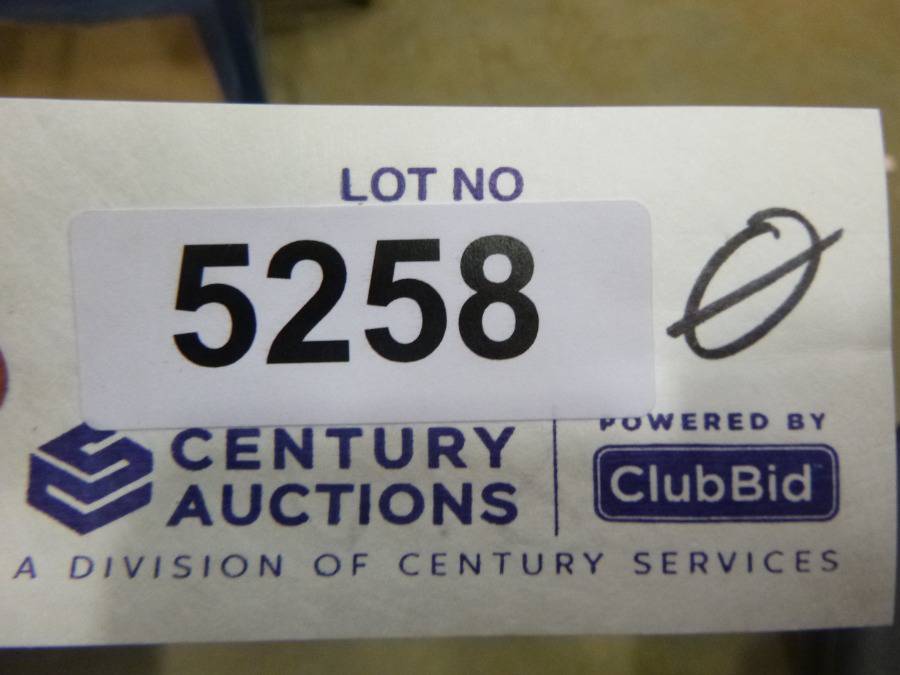 LOT NO
5258 Ø
CENTURY
AUCTIONS
POWERED BY
ClubBid
A DIVISION OF CENTURY SERVICES